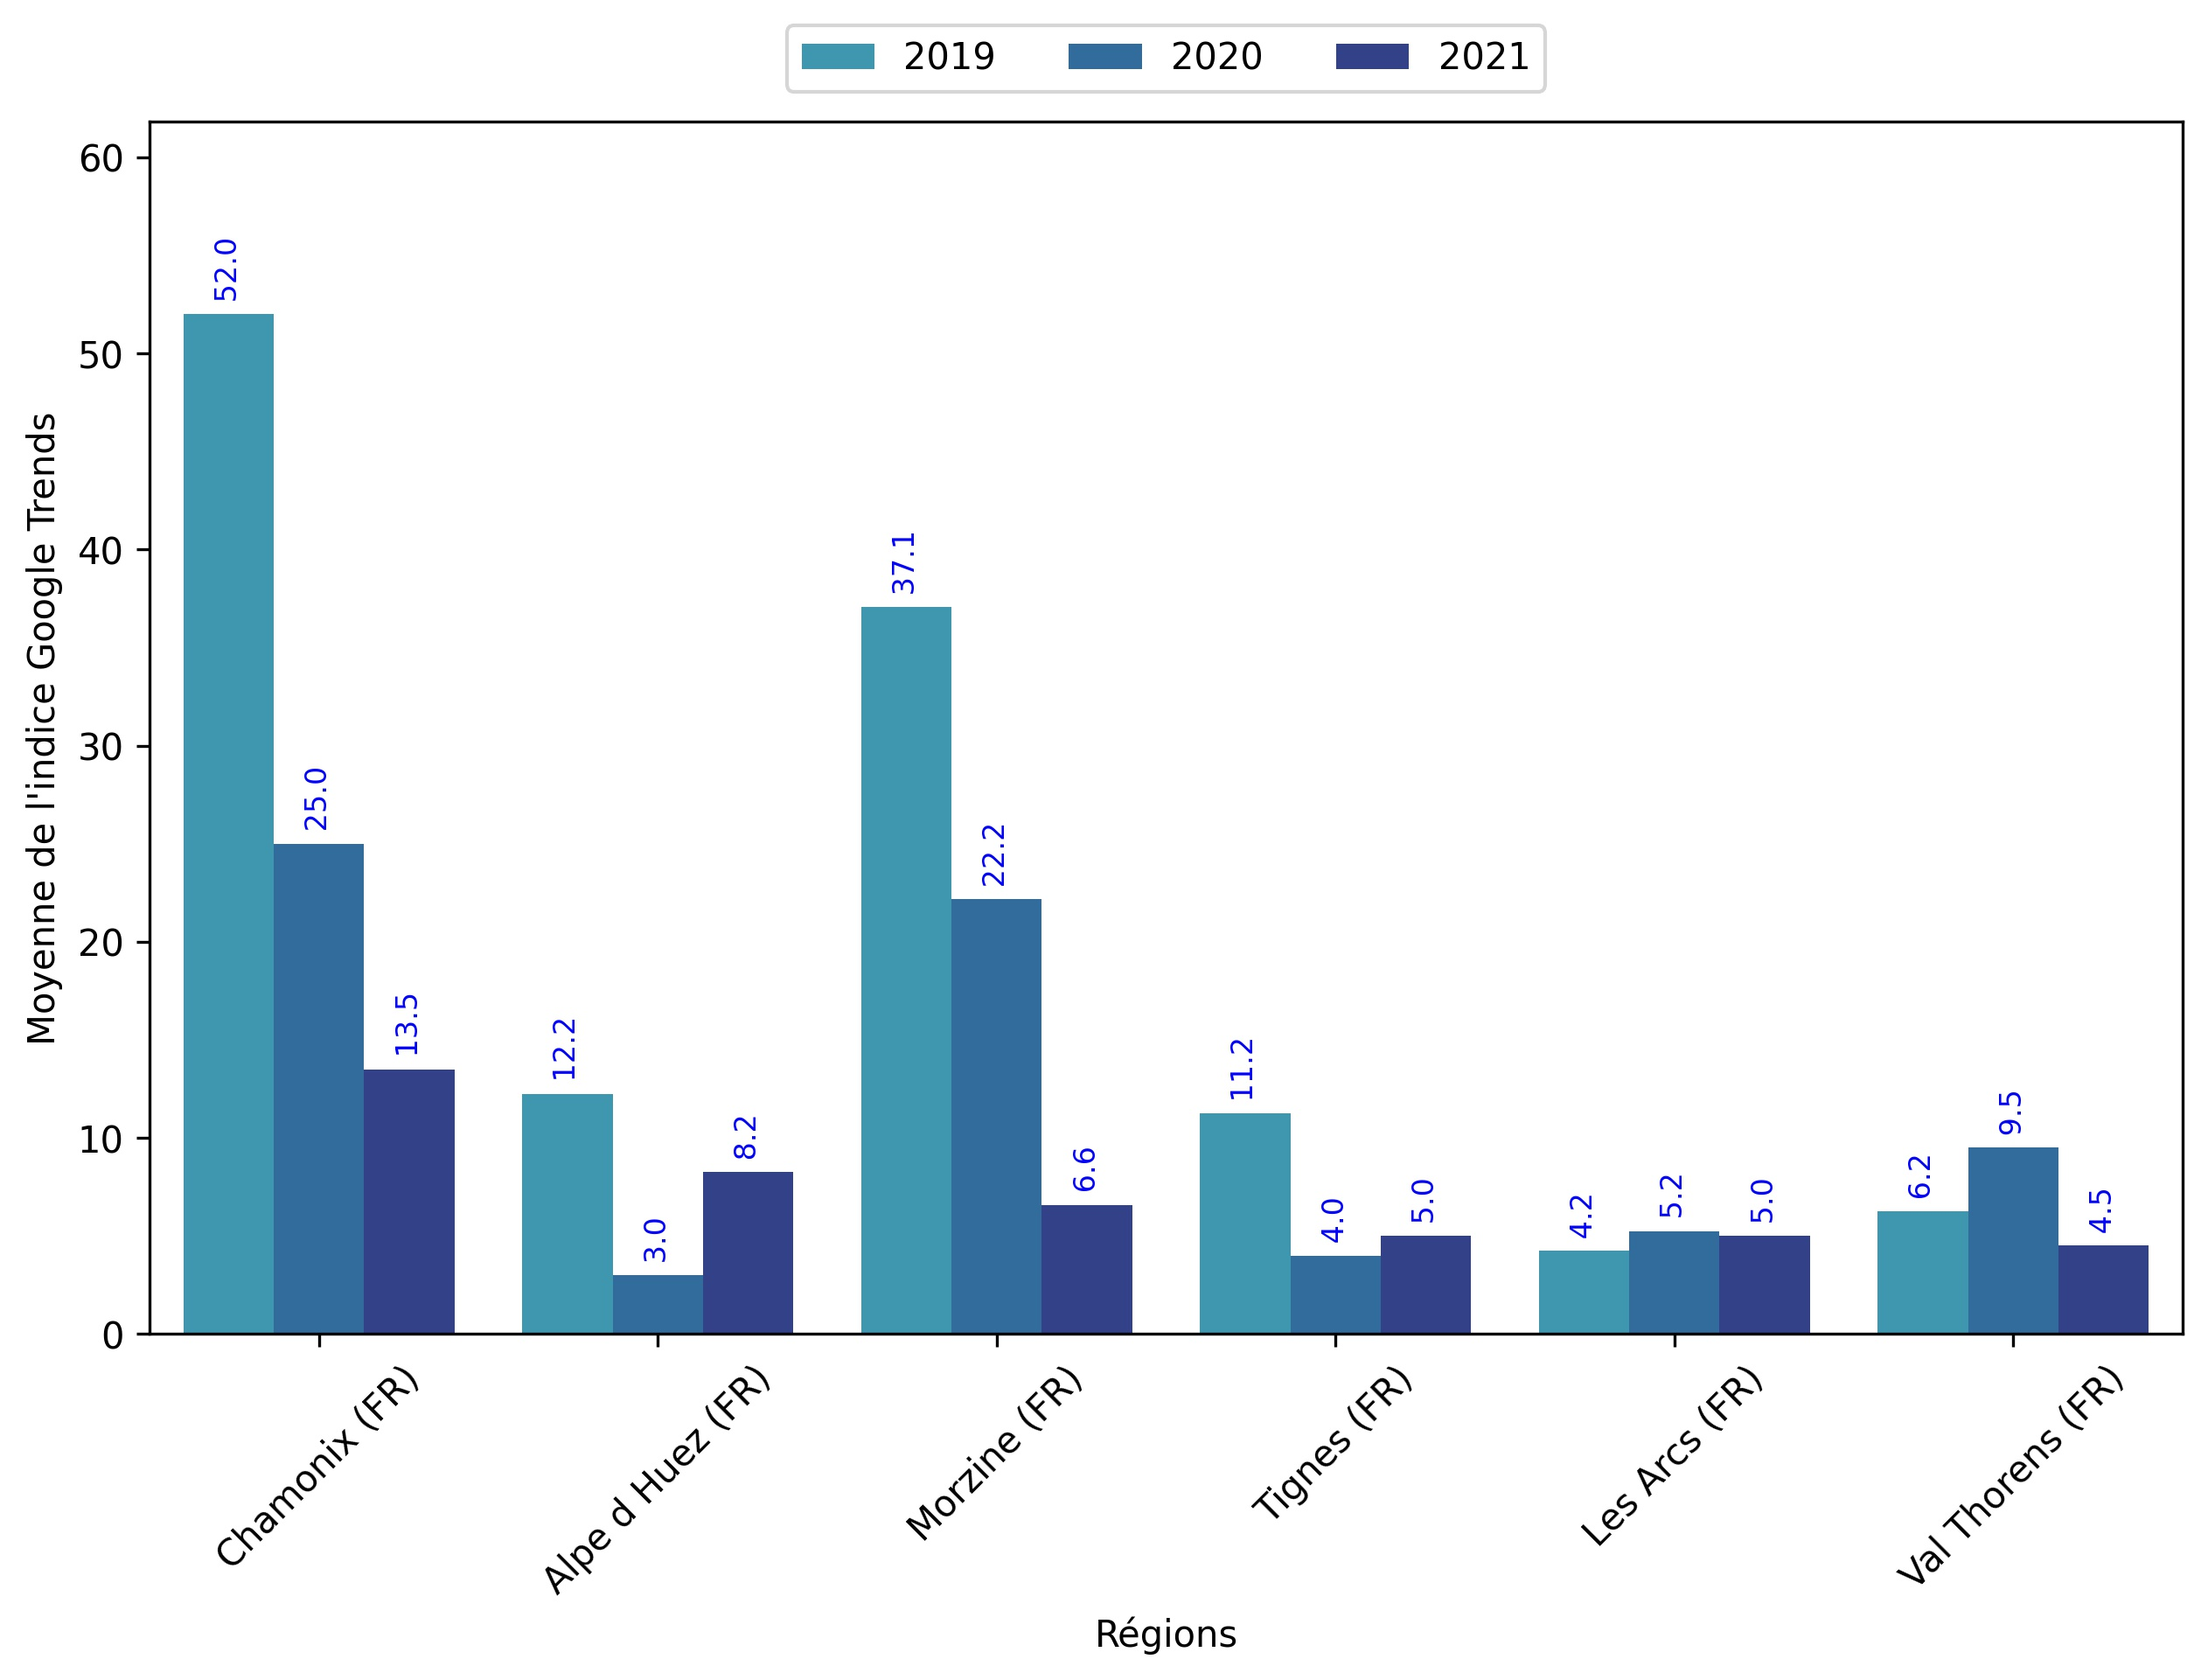 2019 2020 2021
Moyenne de l'indice Google Trends
60
50
40
30
20
10
0
52.0 25.0 13.5
12.2 3.0 8.2
37.1 22.2 6.6
11.2 4.0 5.0
4.2 5.2 5.0
6.2 9.5 4.5
Chamonix (FR)
Alpe d Huez (FR)
Morzine (FR)
Tignes (FR)
Les Arcs (FR)
Val Thorens (FR)
Régions